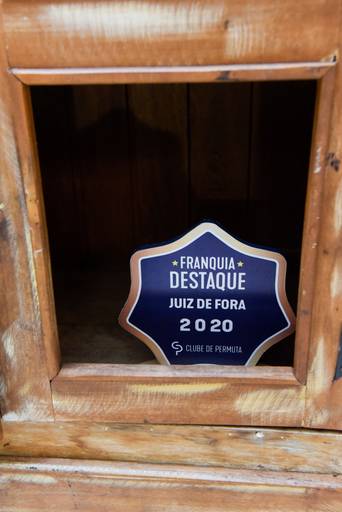 FRANQUIA
DESTAQUE
JUIZ DE FORA
2020
CLUBE DE PERMUTA